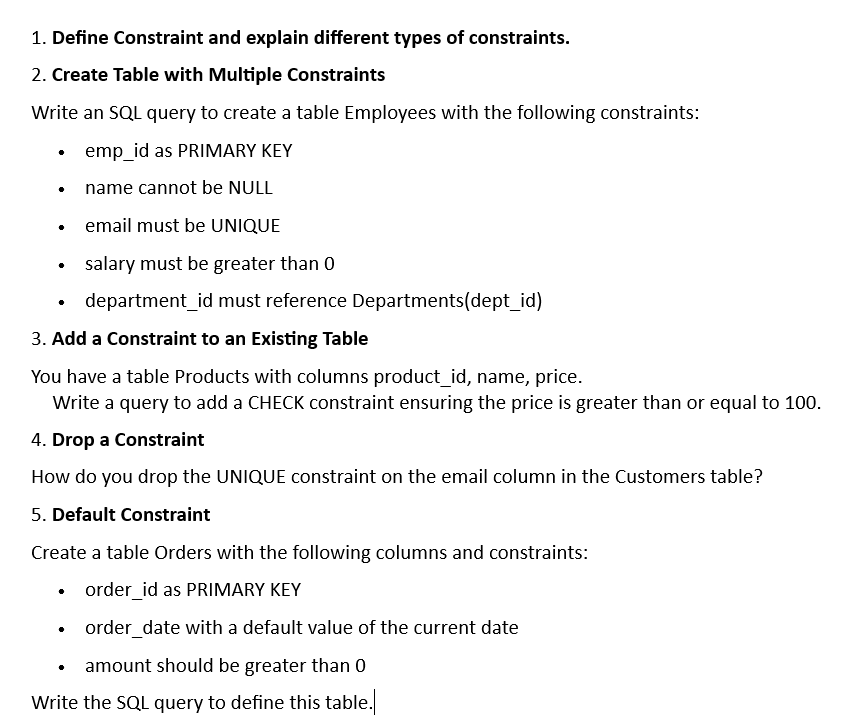 1. Define Constraint and explain different types of constraints.
2. Create Table with Multiple Constraints
Write an SQL query to create a table Employees with the following constraints:
• emp_id as PRIMARY KEY
• name cannot be NULL
• email must be UNIQUE
• salary must be greater than 0
• department_id must reference Departments(dept_id)
3. Add a Constraint to an Existing Table
You have a table Products with columns product_id, name, price.
Write a query to add a CHECK constraint ensuring the price is greater than or equal to 100.
4. Drop a Constraint
How do you drop the UNIQUE constraint on the email column in the Customers table?
5. Default Constraint
Create a table Orders with the following columns and constraints:
• order_id as PRIMARY KEY
• order_date with a default value of the current date
• amount should be greater than 0
Write the SQL query to define this table.